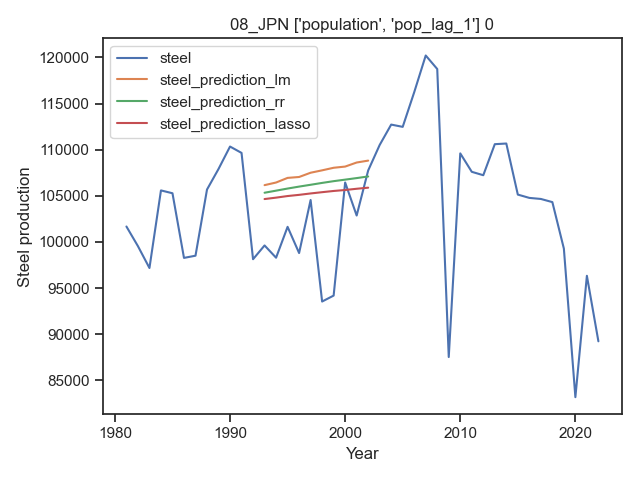 08_JPN ['population', 'pop_lag_1'] 0
steel
steel_prediction_lm
steel_prediction_rr
steel_prediction_lasso
Steel production
120000
115000
110000
105000
100000
95000
90000
85000
1980
1990
2000
2010
2020
Year